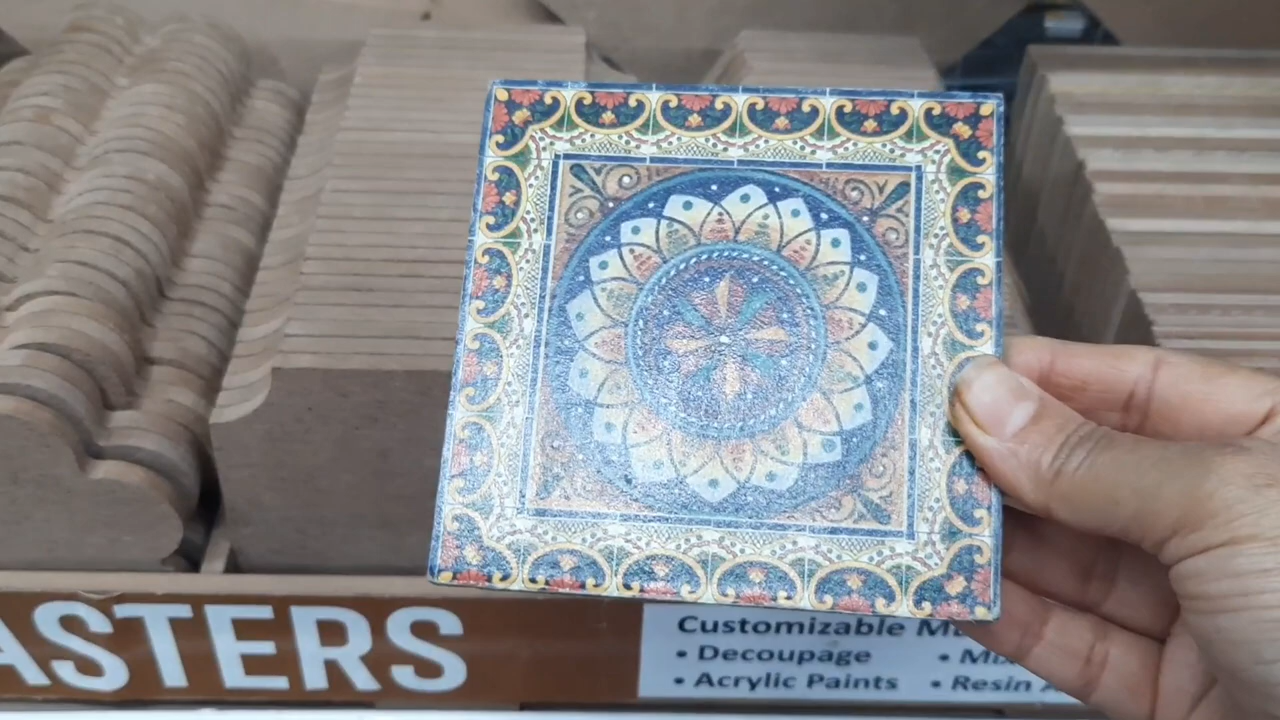 ASTERS
Customizable
• Decoupage
• Acrylic Paints • Resin